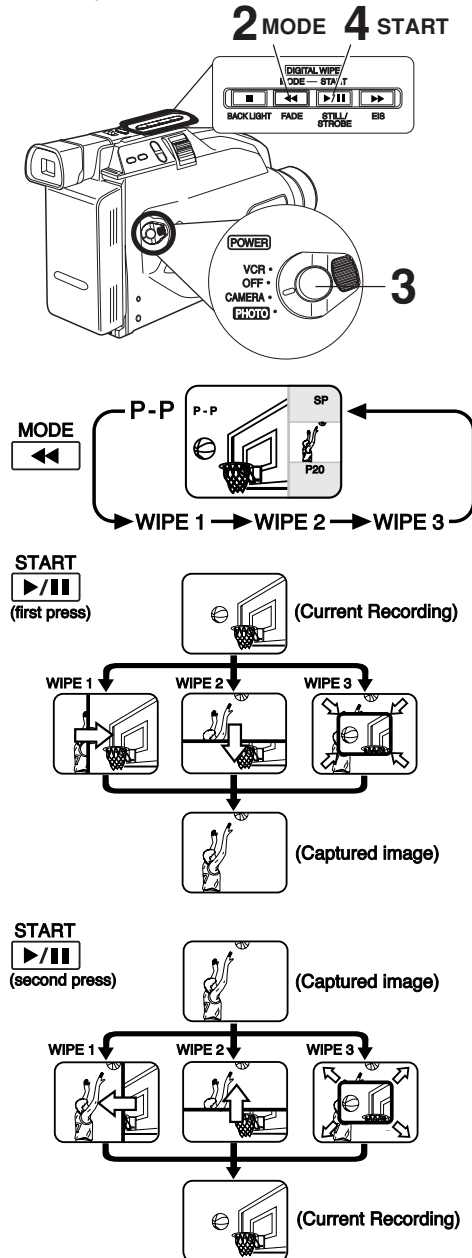 2 MODE 4 START
DIGITAL WIPE
MODE — START
■ ◀◀ ▶/❚❚ ▶▶
BACK LIGHT FADE STILL/ STROBE EIS
POWER
VCR •
OFF •
CAMERA •
PHOTO •
3
MODE
◀◀
P-P
P-P
SP
P20
WIPE 1 WIPE 2 WIPE 3
START
▶/❚❚
(first press)
(Current Recording)
WIPE 1 WIPE 2 WIPE 3
(Captured image)
START
▶/❚❚
(second press)
(Captured image)
WIPE 1 WIPE 2 WIPE 3
(Current Recording)